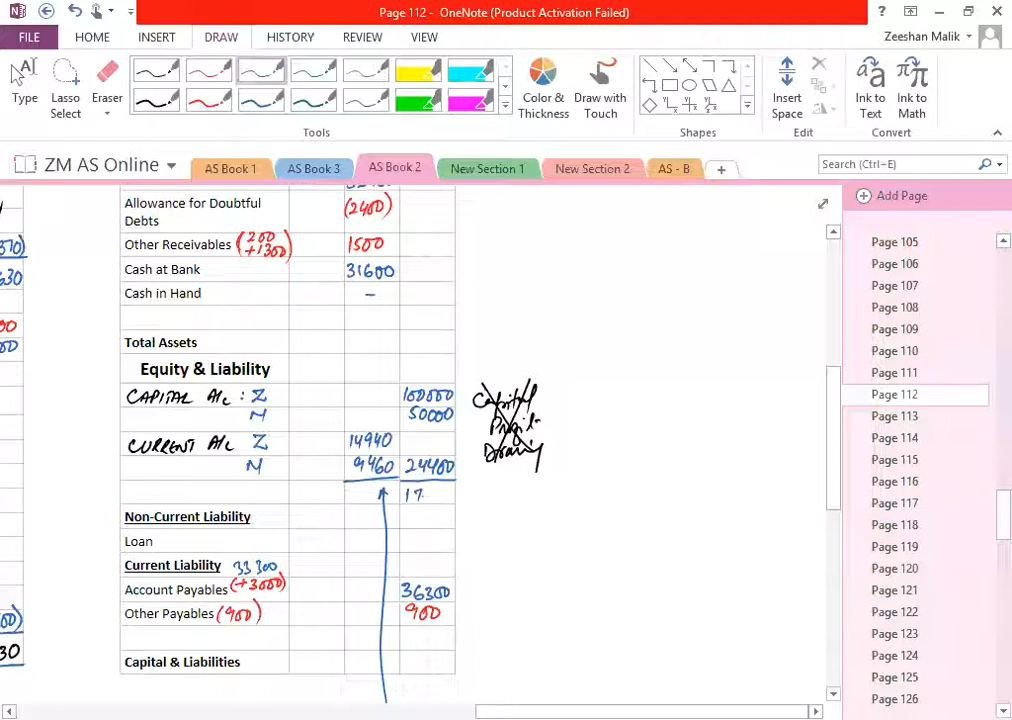 Page 112 - OneNote (Product Activation Failed)
FILE HOME INSERT DRAW HISTORY REVIEW VIEW
Zeeshan Malik
Type
Lasso Select
Eraser
Color & Thickness
Draw with Touch
Insert Space
Ink to Text
Ink to Math
Tools
Shapes
Edit
Convert
ZM AS Online
AS Book 1
AS Book 3
AS Book 2
New Section 1
New Section 2
AS - B
Search (Ctrl+E)
Add Page
Page 105
Page 106
Page 107
Page 108
Page 109
Page 110
Page 111
Page 112
Page 113
Page 114
Page 115
Page 116
Page 117
Page 118
Page 119
Page 120
Page 121
Page 122
Page 123
Page 124
Page 125
Page 126
Allowance for Doubtful Debts (2400)
Other Receivables (200 +1300) 1500
Cash at Bank 31600
Cash in Hand -
Total Assets
Equity & Liability
CAPITAL A/c : Z 100000
M 50000
CURRENT A/c Z 14940
M 9460 24400
17
Capital
Profit
Drawing
Non-Current Liability
Loan
Current Liability 33300
Account Payables (+3000) 36300
Other Payables (900) 900
Capital & Liabilities